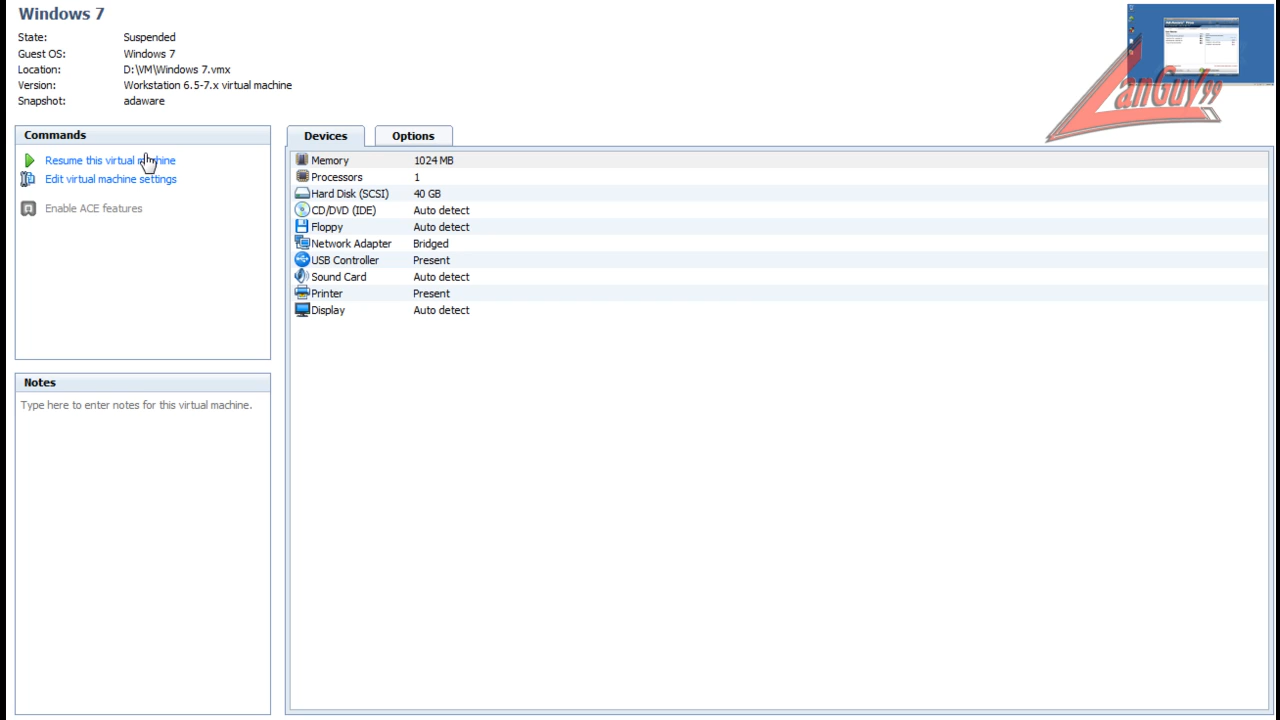 Windows 7
State: Suspended
Guest OS: Windows 7
Location: D:\VM\Windows 7.vmx
Version: Workstation 6.5-7.x virtual machine
Snapshot: adaware
LanGuy99
Commands
Resume this virtual machine
Edit virtual machine settings
Enable ACE features
Devices Options
Memory 1024 MB
Processors 1
Hard Disk (SCSI) 40 GB
CD/DVD (IDE) Auto detect
Floppy Auto detect
Network Adapter Bridged
USB Controller Present
Sound Card Auto detect
Printer Present
Display Auto detect
Notes
Type here to enter notes for this virtual machine.